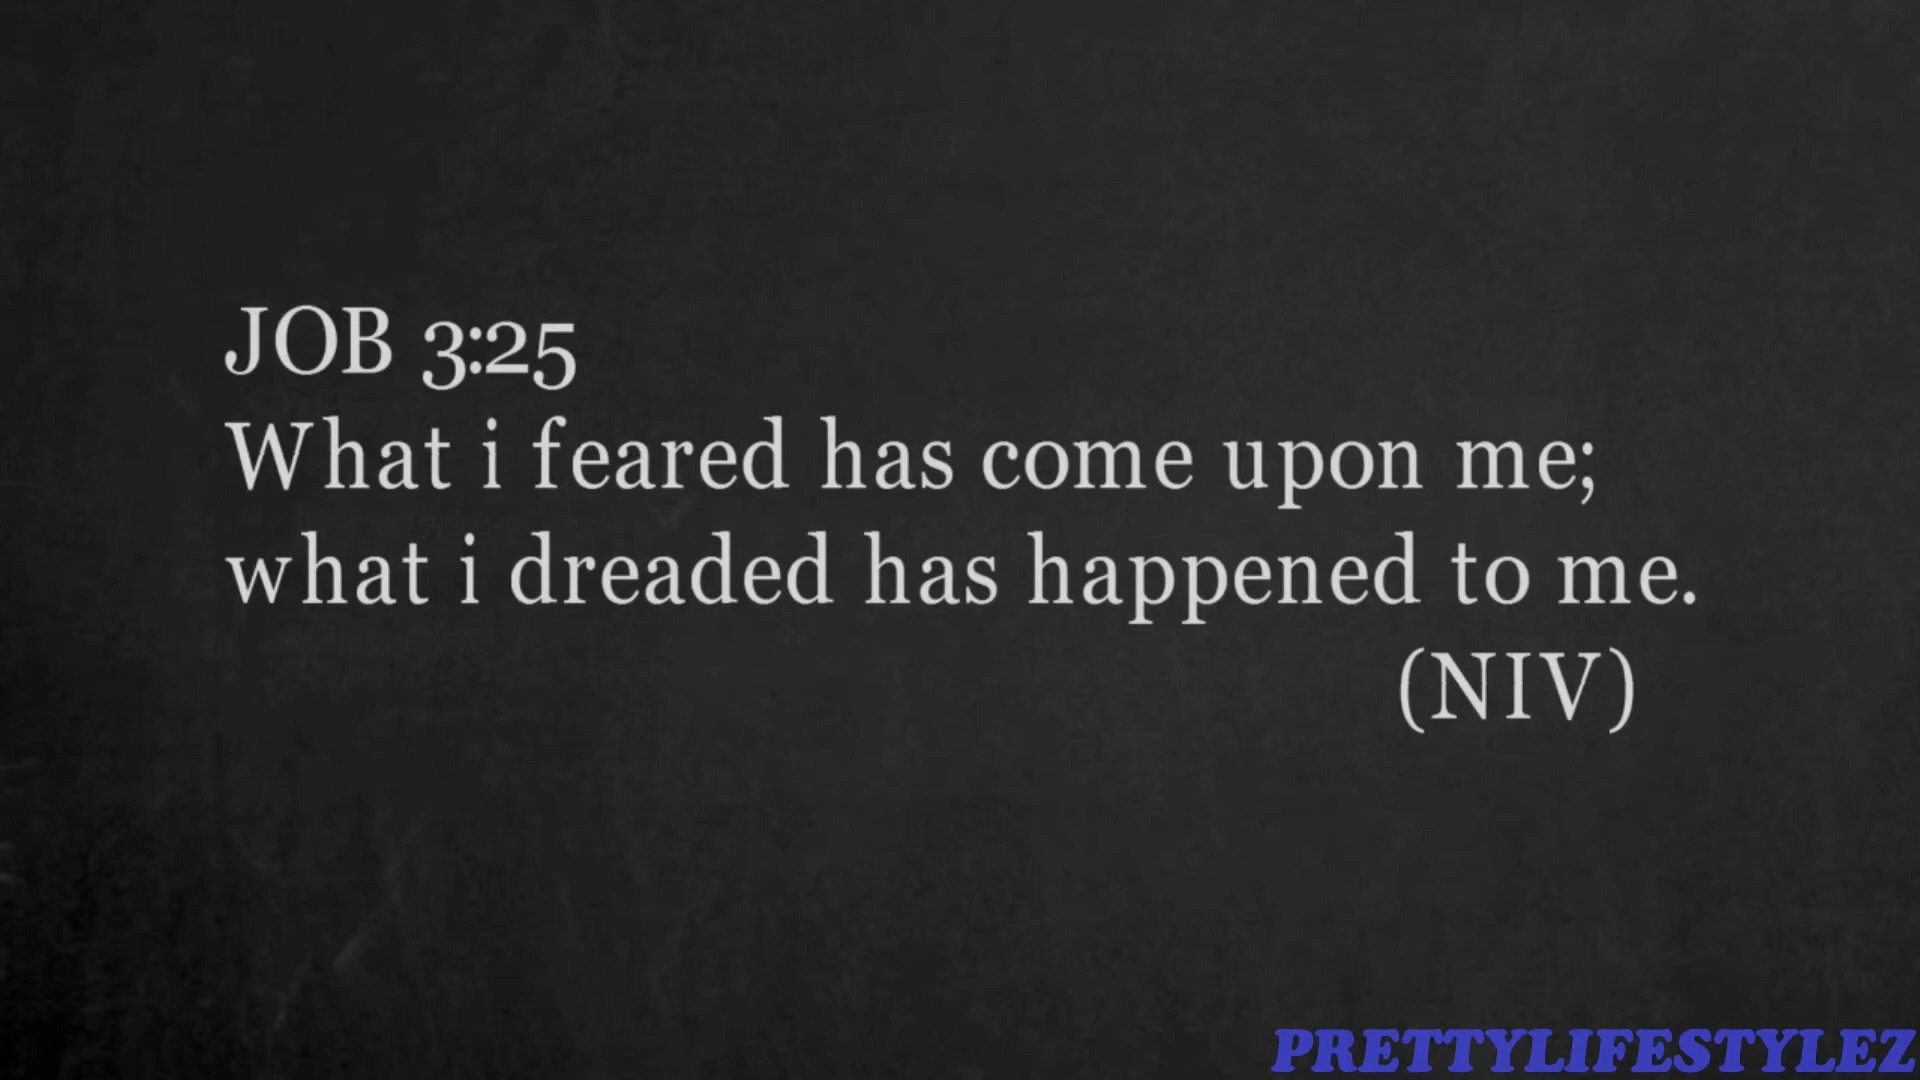 JOB 3:25
What i feared has come upon me;
what i dreaded has happened to me.
(NIV)
PRETTYLIFESTYLEZ